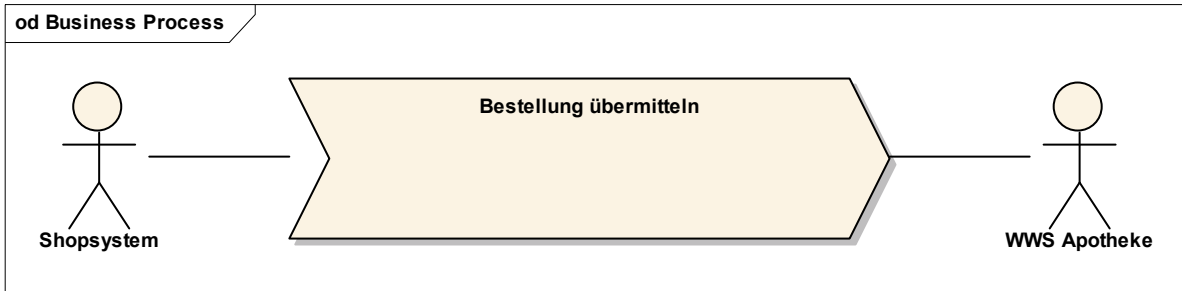 od Business Process
Bestellung übermitteln
Shopsystem
WWS Apotheke